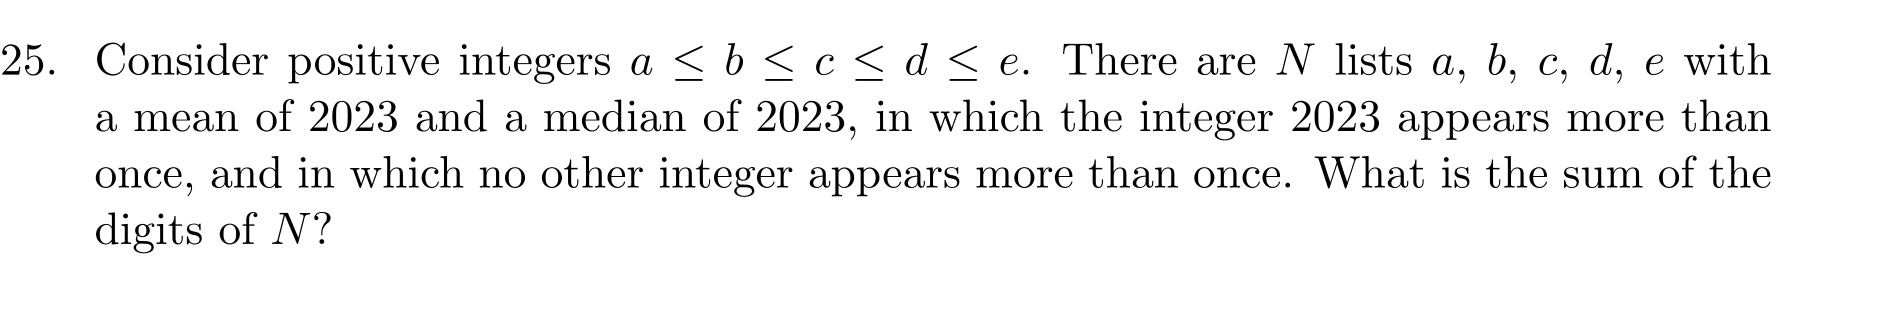 25. Consider positive integers a ≤ b ≤ c ≤ d ≤ e. There are N lists a, b, c, d, e with
a mean of 2023 and a median of 2023, in which the integer 2023 appears more than
once, and in which no other integer appears more than once. What is the sum of the
digits of N?